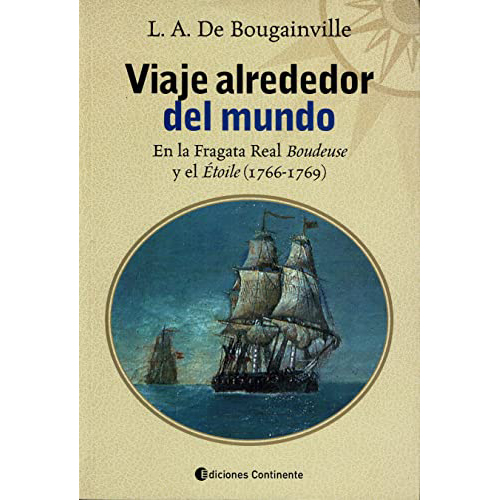 L. A. De Bougainville
Viaje alrededor
del mundo
En la Fragata Real Boudeuse
y el Étoile (1766-1769)
Ediciones Continente